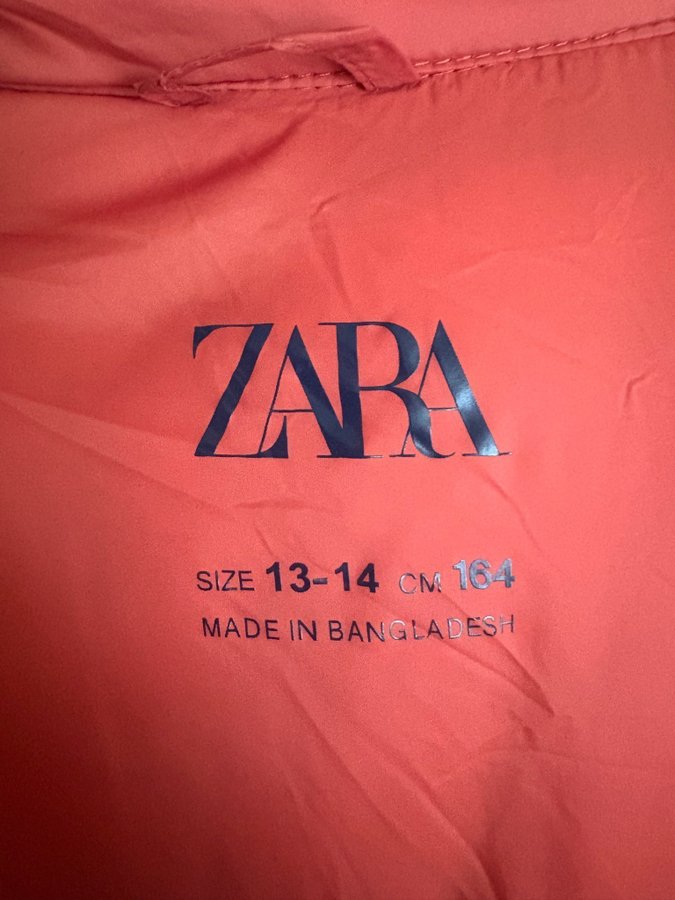 ZARA
SIZE 13-14 CM 164
MADE IN BANGLADESH